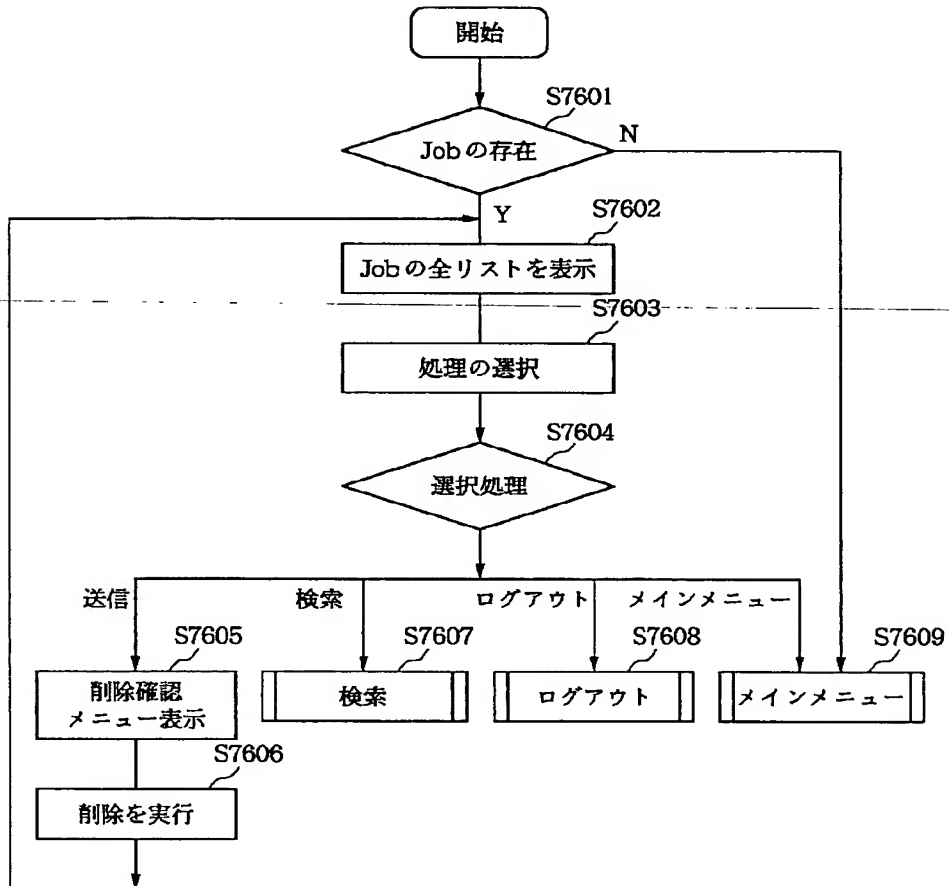 開始
S7601
Jobの存在
N
Y
S7602
Jobの全リストを表示
S7603
処理の選択
S7604
選択処理
送信
検索
ログアウト
メインメニュー
S7605
S7607
S7608
S7609
削除確認
メニュー表示
検索
ログアウト
メインメニュー
S7606
削除を実行